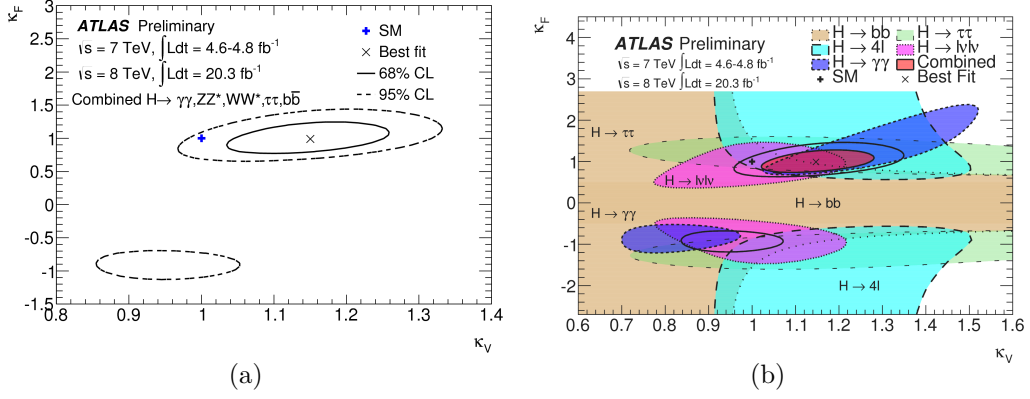 κF
3
2.5
2
1.5
1
0.5
0
-0.5
-1
-1.5
0.8 0.9 1 1.1 1.2 1.3 1.4
κV
ATLAS Preliminary
√s = 7 TeV, ∫Ldt = 4.6-4.8 fb-1
√s = 8 TeV, ∫Ldt = 20.3 fb-1
Combined H→ γγ,ZZ*,WW*,ττ,bb̅
SM
Best fit
68% CL
95% CL
(a)
κF
4
2
0
-2
0.6 0.7 0.8 0.9 1 1.1 1.2 1.3 1.4 1.5 1.6
κV
ATLAS Preliminary
√s = 7 TeV ∫Ldt = 4.6-4.8 fb-1
√s = 8 TeV ∫Ldt = 20.3 fb-1
H → bb H → ττ
H → 4l H → lνlν
H → γγ Combined
SM Best Fit
H → ττ
H → lνlν
H → bb
H → γγ
H → 4l
(b)